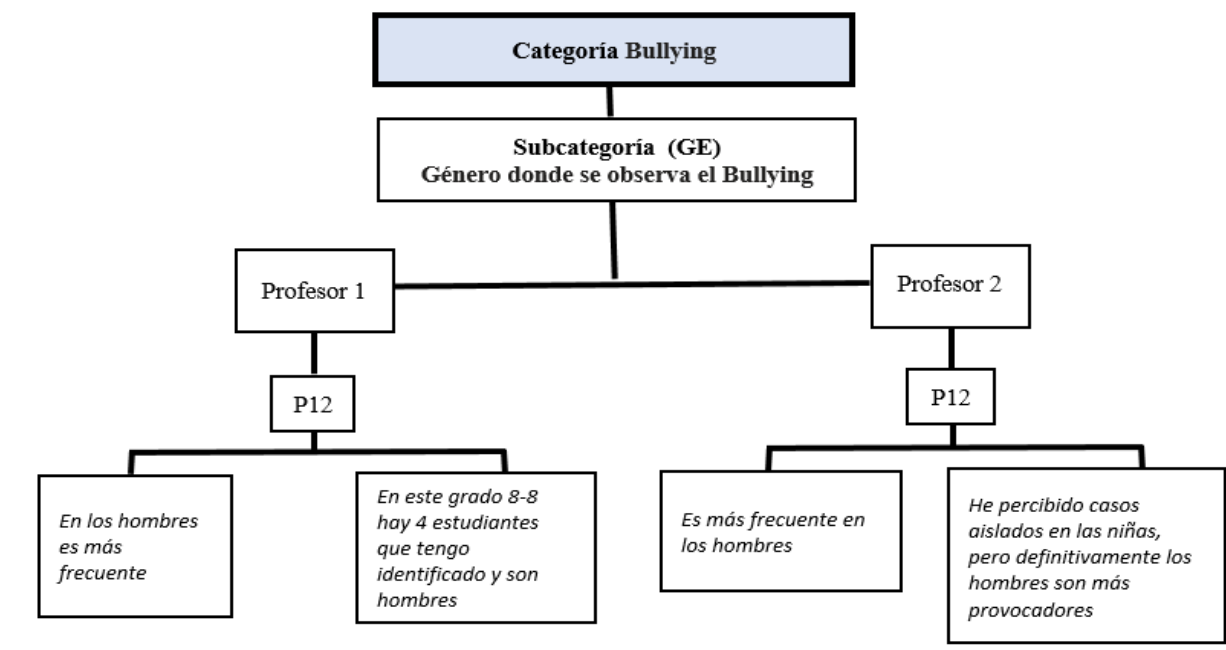 Categoría Bullying
Subcategoría (GE)
Género donde se observa el Bullying
Profesor 1
Profesor 2
P12
P12
En los hombres
es más
frecuente
En este grado 8-8
hay 4 estudiantes
que tengo
identificado y son
hombres
Es más frecuente en
los hombres
He percibido casos
aislados en las niñas,
pero definitivamente los
hombres son más
provocadores